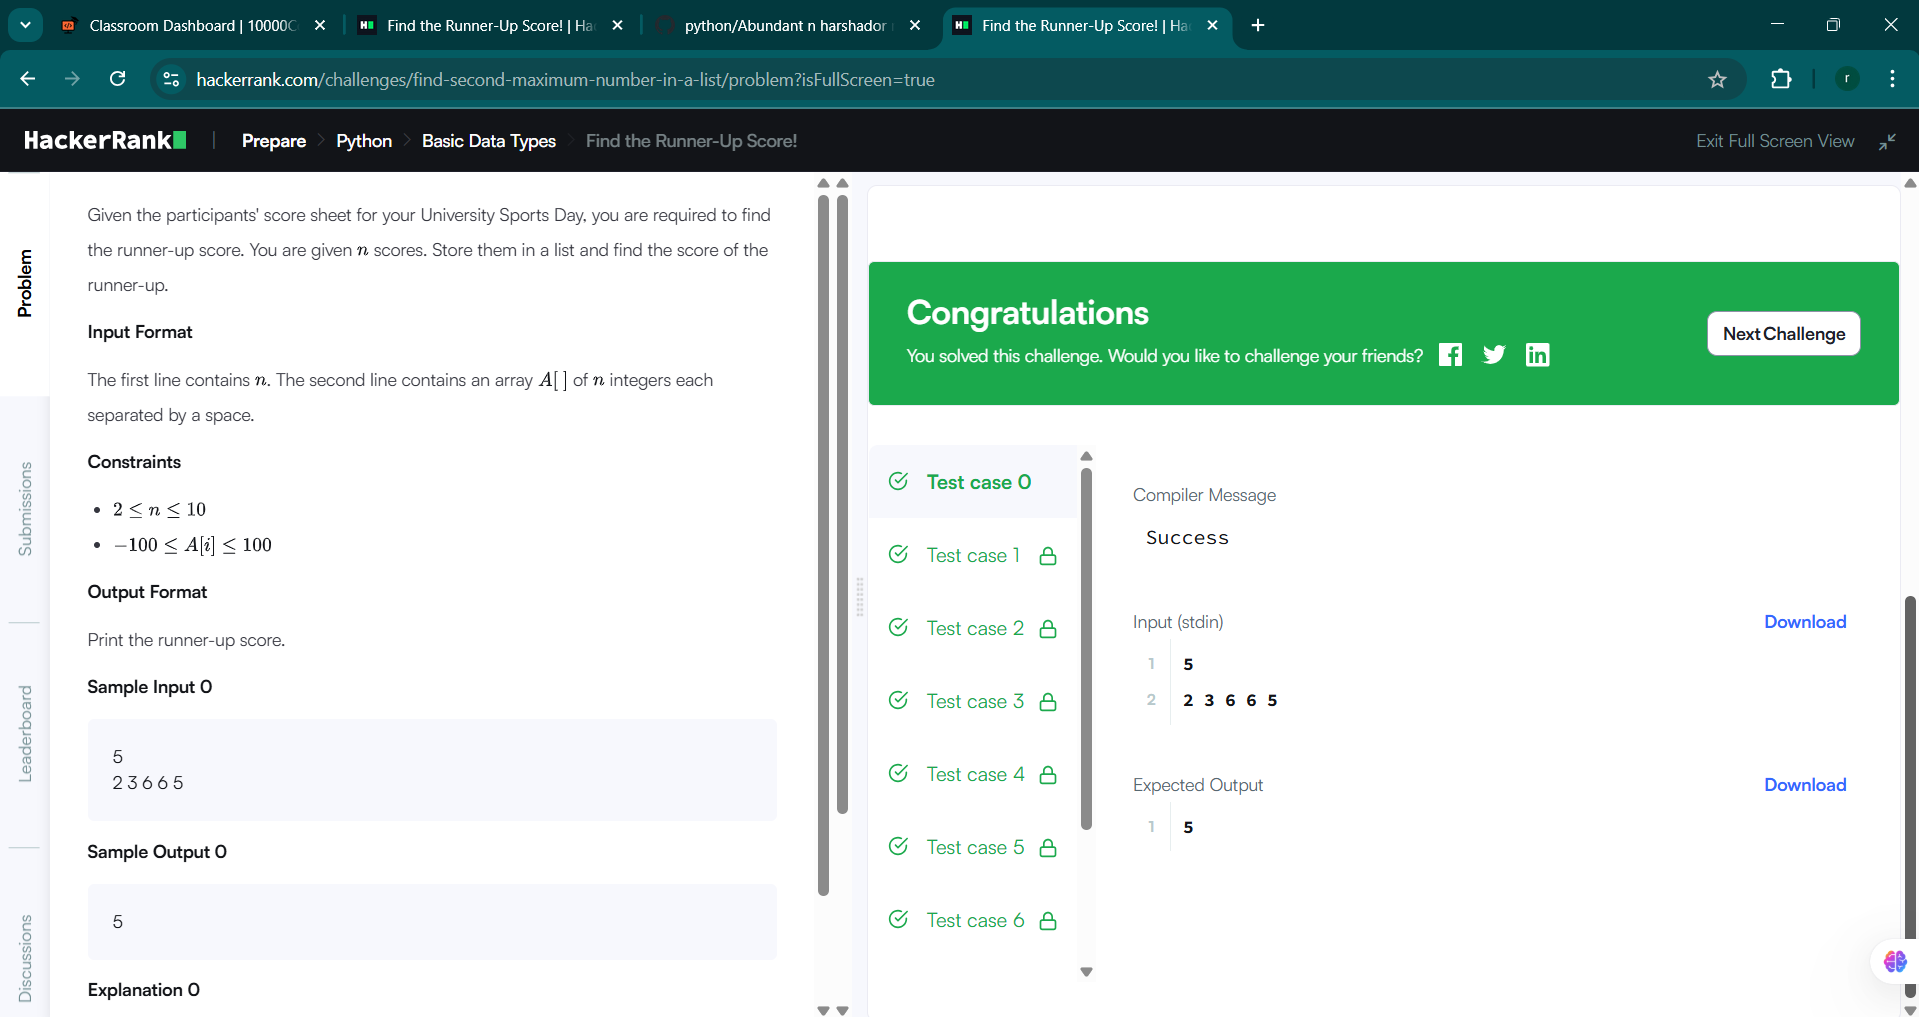 Classroom Dashboard | 10000C
Find the Runner-Up Score! | Ha
python/Abundant n harshador
Find the Runner-Up Score! | Ha
hackerrank.com/challenges/find-second-maximum-number-in-a-list/problem?isFullScreen=true
r
HackerRank
Prepare
Python
Basic Data Types
Find the Runner-Up Score!
Exit Full Screen View
Problem
Submissions
Leaderboard
Discussions
Given the participants' score sheet for your University Sports Day, you are required to find
the runner-up score. You are given n scores. Store them in a list and find the score of the
runner-up.
Input Format
The first line contains n. The second line contains an array A[ ] of n integers each
separated by a space.
Constraints
• 2 ≤ n ≤ 10
• −100 ≤ A[i] ≤ 100
Output Format
Print the runner-up score.
Sample Input 0
5
2 3 6 6 5
Sample Output 0
5
Explanation 0
Congratulations
You solved this challenge. Would you like to challenge your friends?
Next Challenge
Test case 0
Test case 1
Test case 2
Test case 3
Test case 4
Test case 5
Test case 6
Compiler Message
Success
Input (stdin)
Download
1 5
2 2 3 6 6 5
Expected Output
Download
1 5